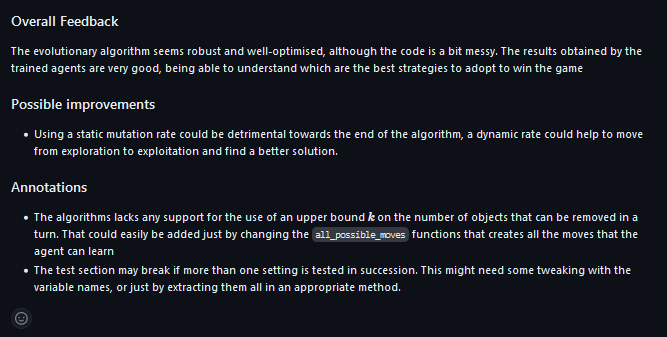 Overall Feedback
The evolutionary algorithm seems robust and well-optimised, although the code is a bit messy. The results obtained by the
trained agents are very good, being able to understand which are the best strategies to adopt to win the game
Possible improvements
• Using a static mutation rate could be detrimental towards the end of the algorithm, a dynamic rate could help to move
from exploration to exploitation and find a better solution.
Annotations
• The algorithms lacks any support for the use of an upper bound k on the number of objects that can be removed in a
turn. That could easily be added just by changing the all_possible_moves functions that creates all the moves that the
agent can learn
• The test section may break if more than one setting is tested in succession. This might need some tweaking with the
variable names, or just by extracting them all in an appropriate method.